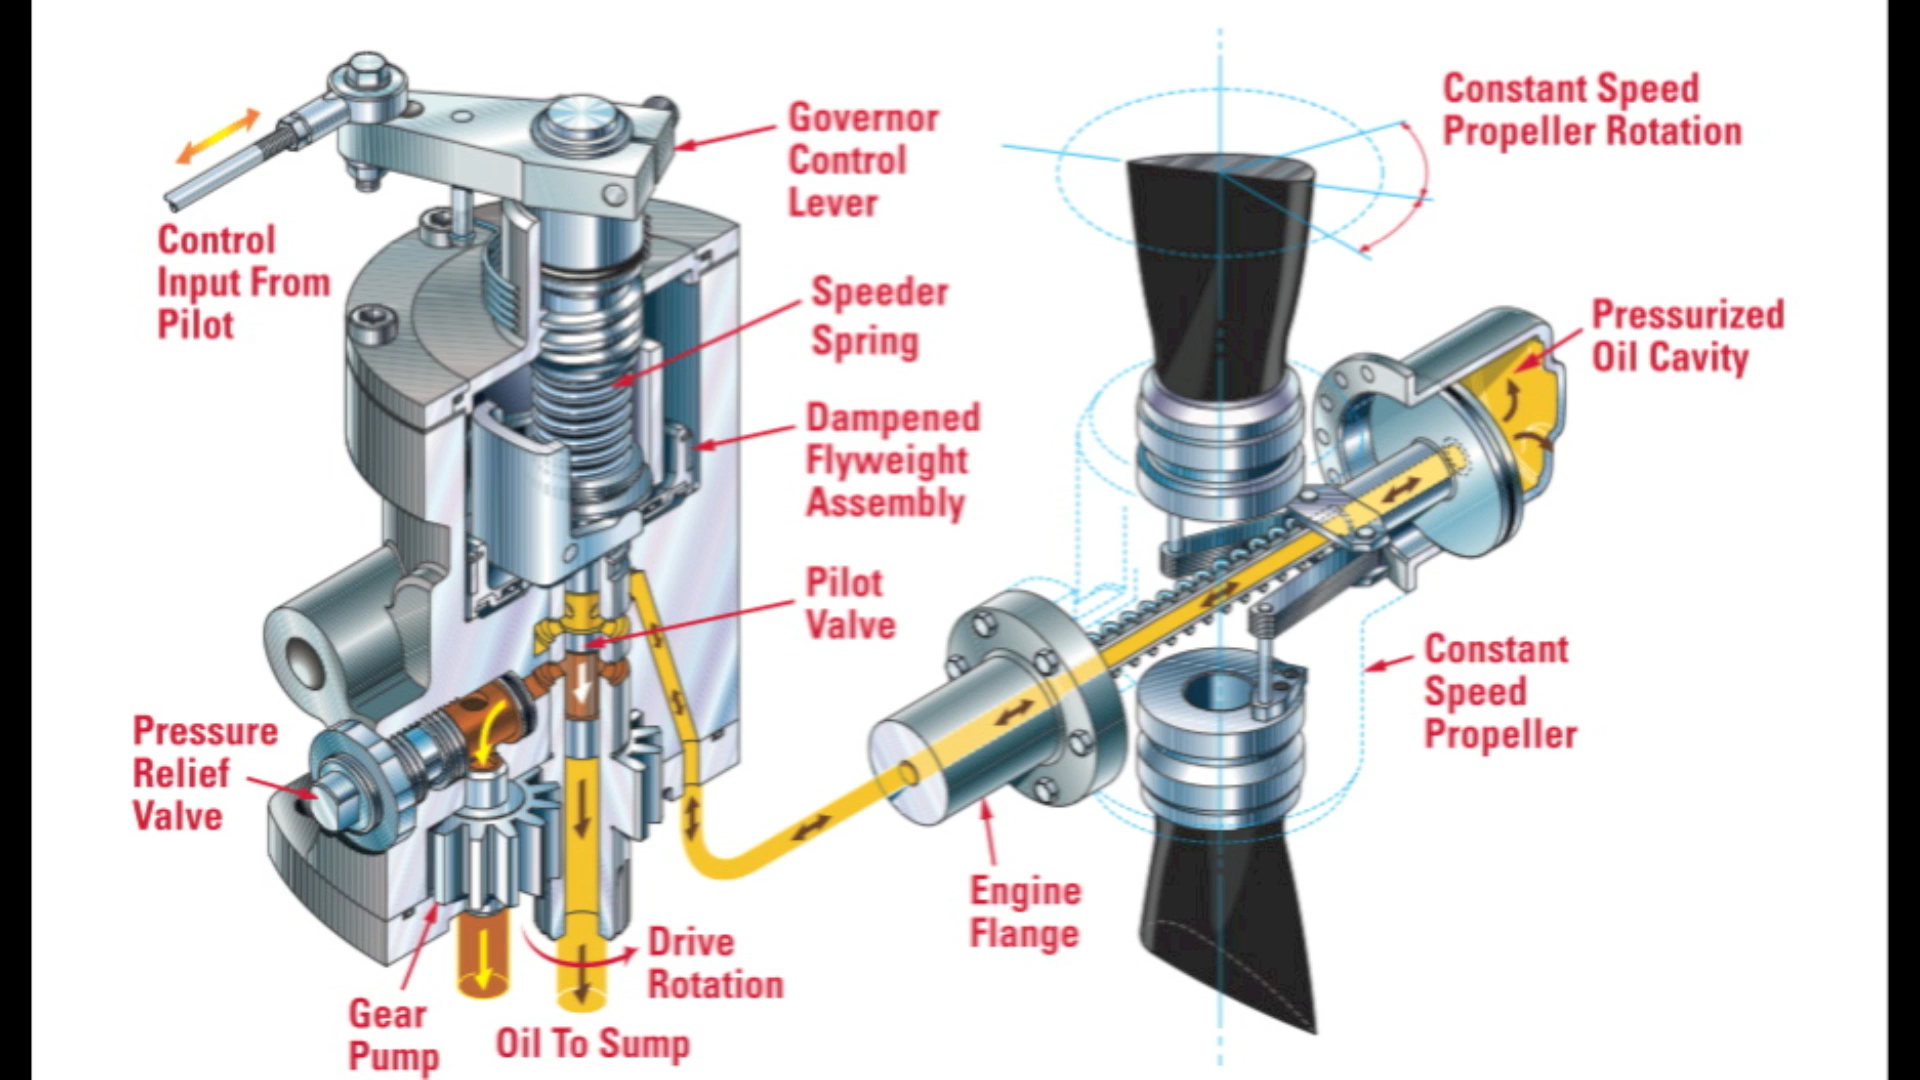 Control
Input From
Pilot
Governor
Control
Lever
Speeder
Spring
Dampened
Flyweight
Assembly
Pilot
Valve
Pressure
Relief
Valve
Gear
Pump
Drive
Rotation
Oil To Sump
Engine
Flange
Constant Speed
Propeller Rotation
Pressurized
Oil Cavity
Constant
Speed
Propeller